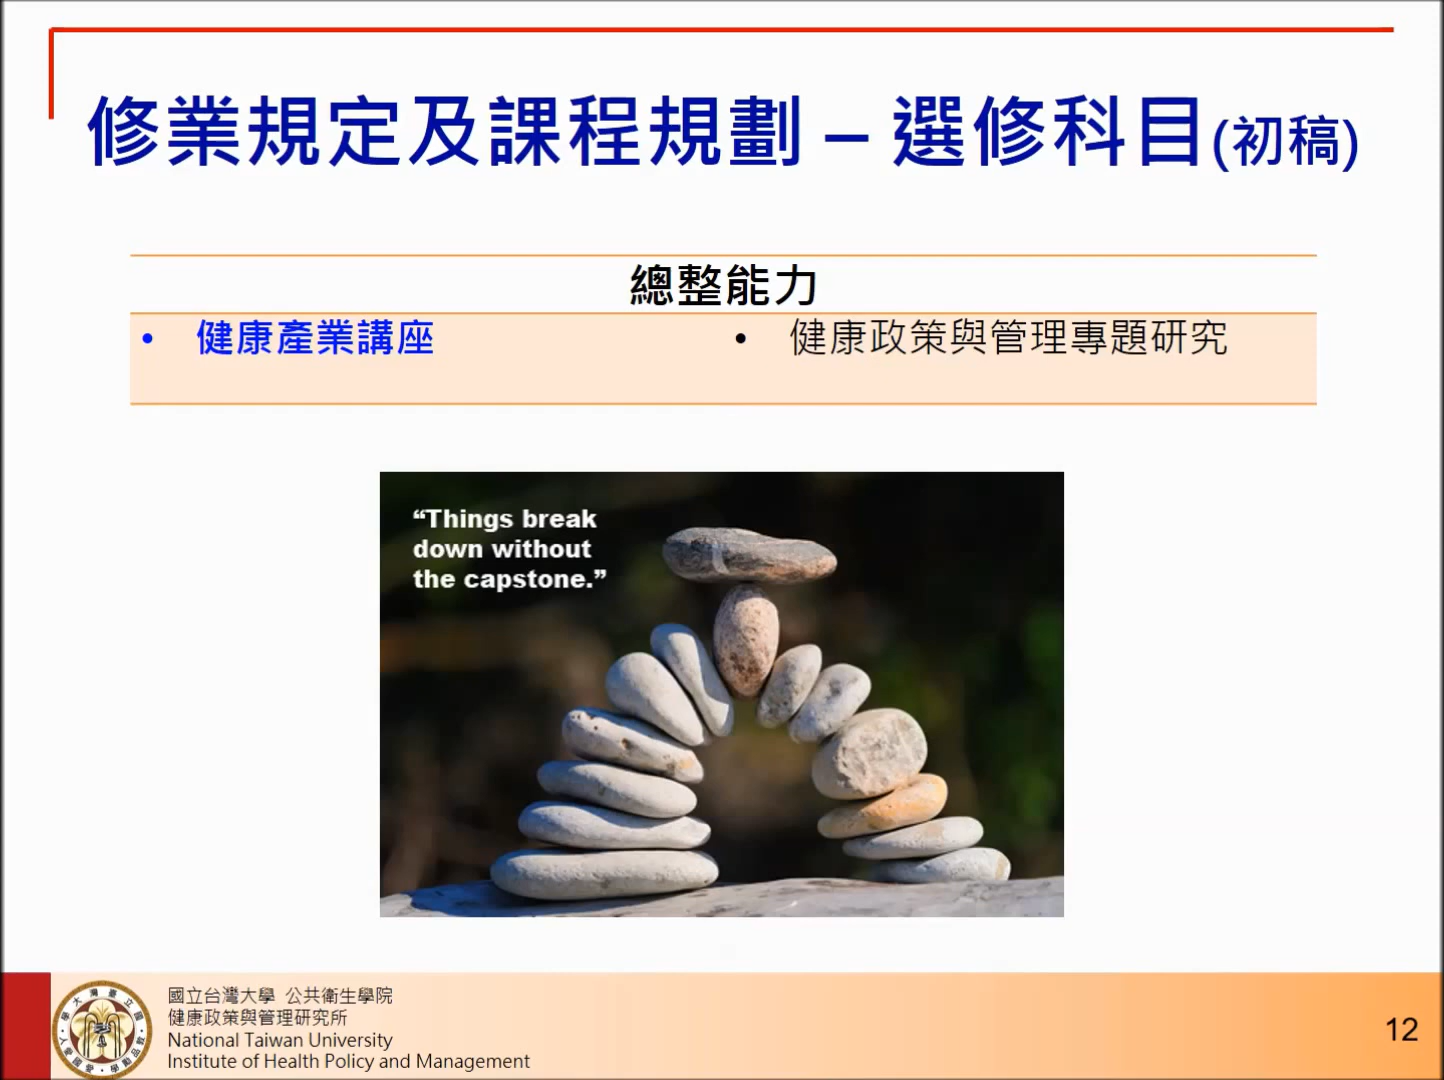 修業規定及課程規劃 – 選修科目(初稿)
總整能力
• 健康產業講座
• 健康政策與管理專題研究
“Things break
down without
the capstone.”
國立台灣大學 公共衛生學院
健康政策與管理研究所
National Taiwan University
Institute of Health Policy and Management
12